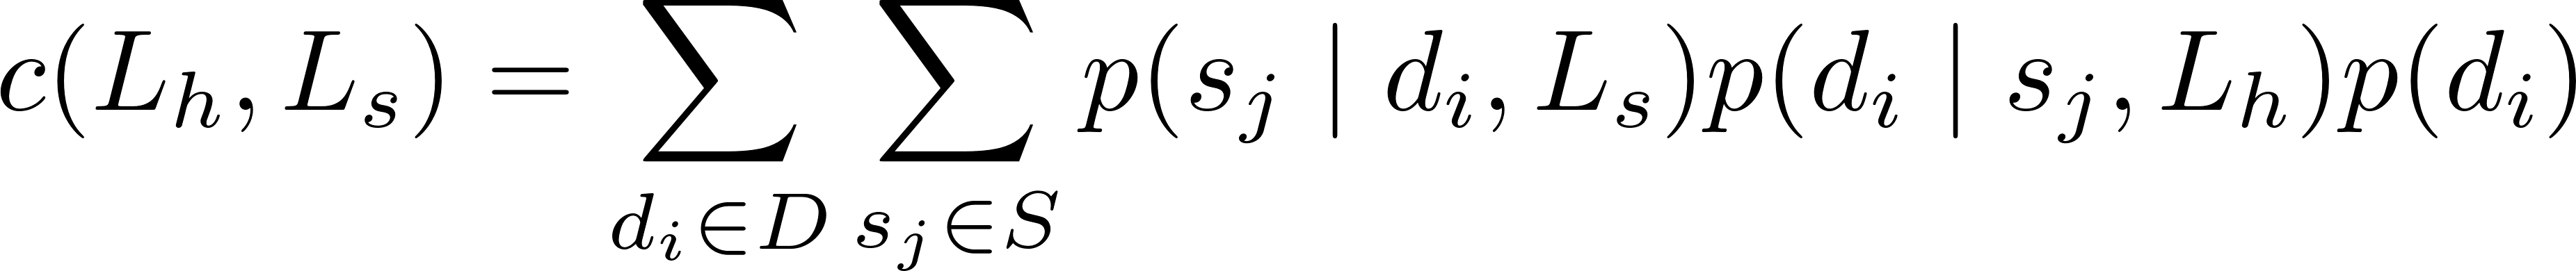 c(L_h, L_s) = \sum_{d_i \in D} \sum_{s_j \in S} p(s_j \mid d_i, L_s) p(d_i \mid s_j, L_h) p(d_i)